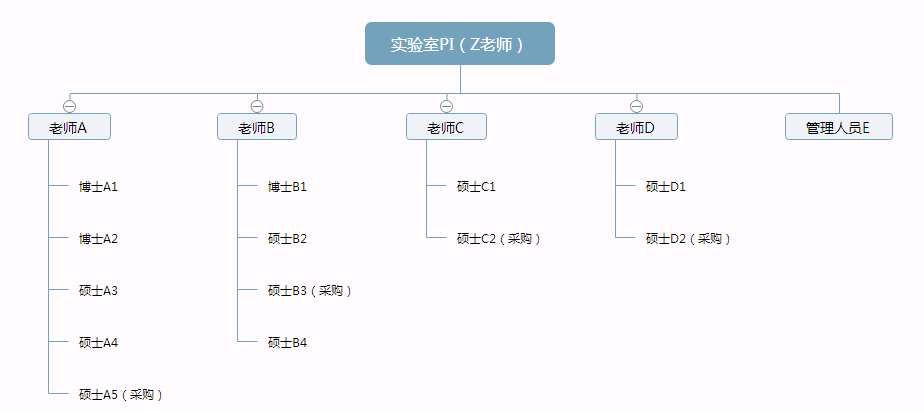 实验室PI（Z老师）
老师A
老师B
老师C
老师D
管理人员E
博士A1
博士B1
硕士C1
硕士D1
博士A2
硕士B2
硕士C2（采购）
硕士D2（采购）
硕士A3
硕士B3（采购）
硕士A4
硕士B4
硕士A5（采购）